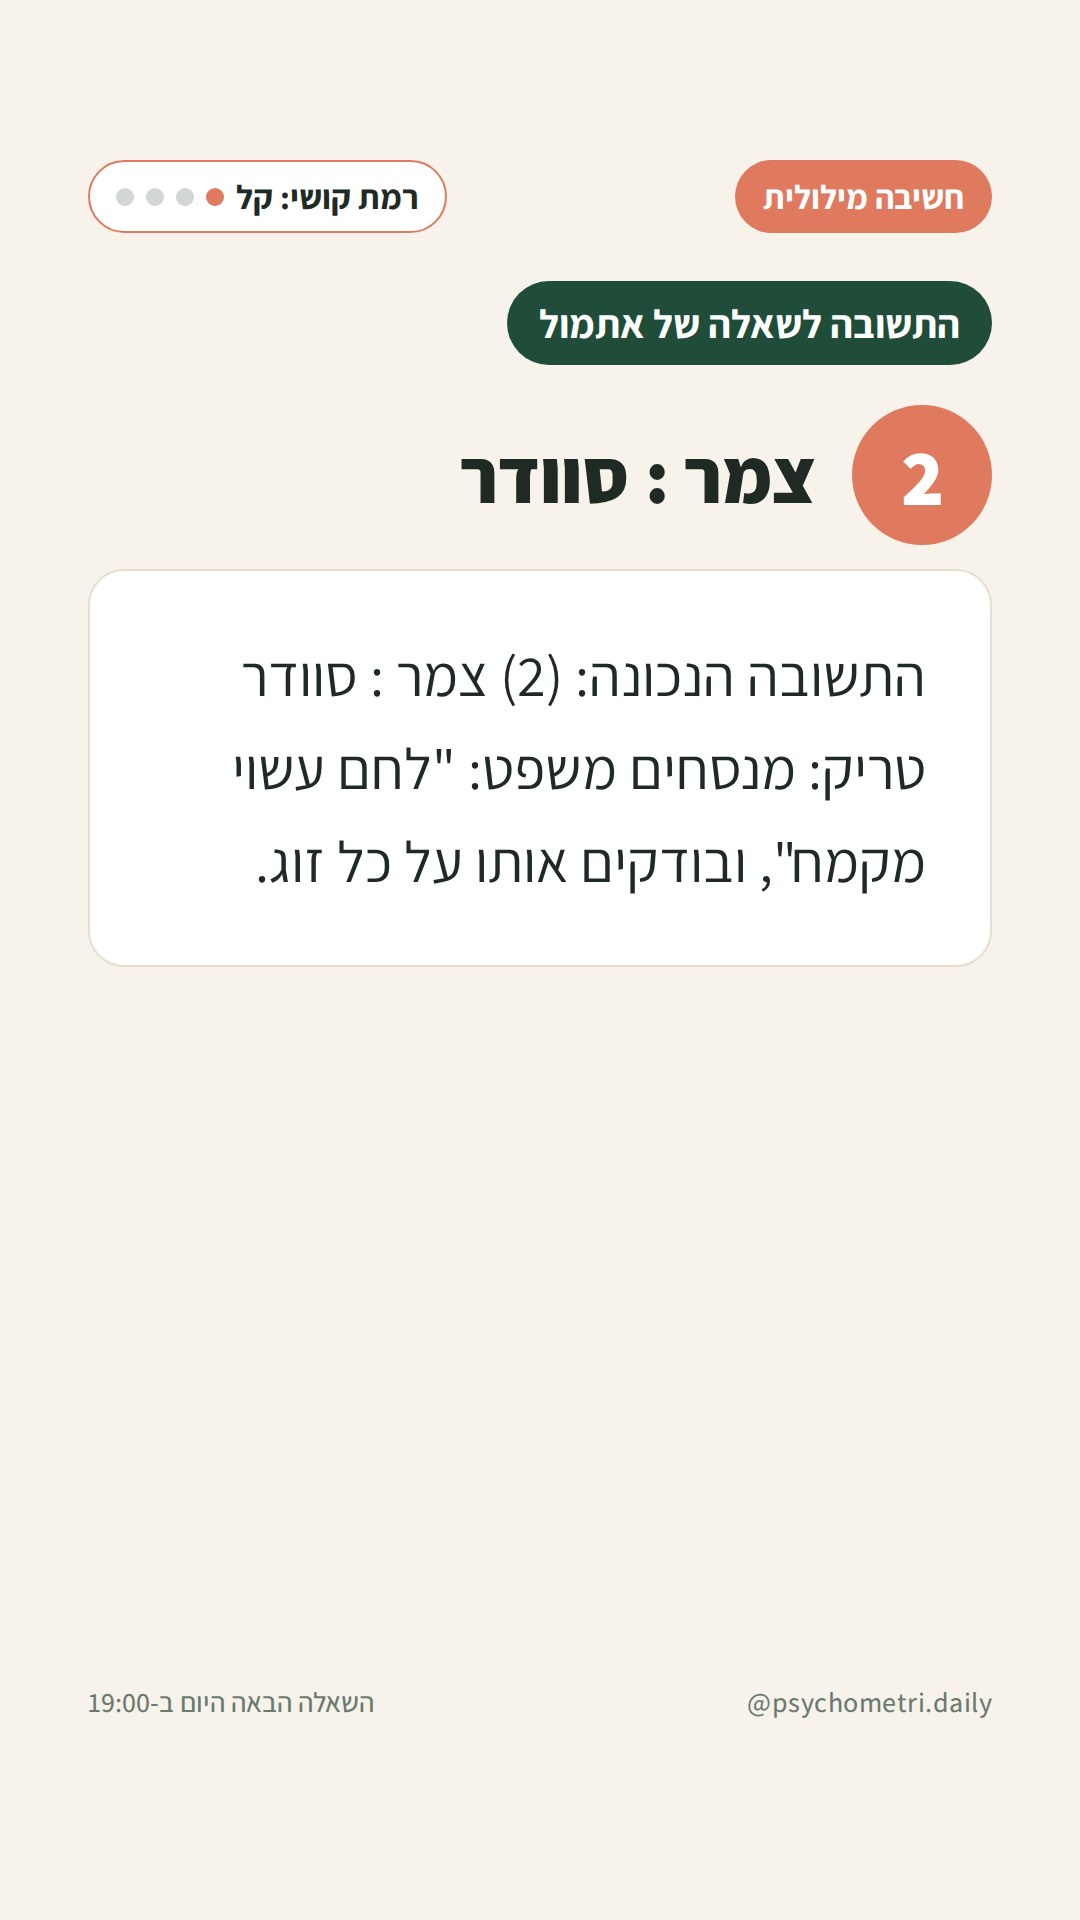 חשיבה מילולית
רמת קושי: קל
התשובה לשאלה של אתמול
2
צמר : סוודר
התשובה הנכונה: (2) צמר : סוודר
טריק: מנסחים משפט: "לחם עשוי
מקמח", ובודקים אותו על כל זוג.
@psychometri.daily
השאלה הבאה היום ב-19:00